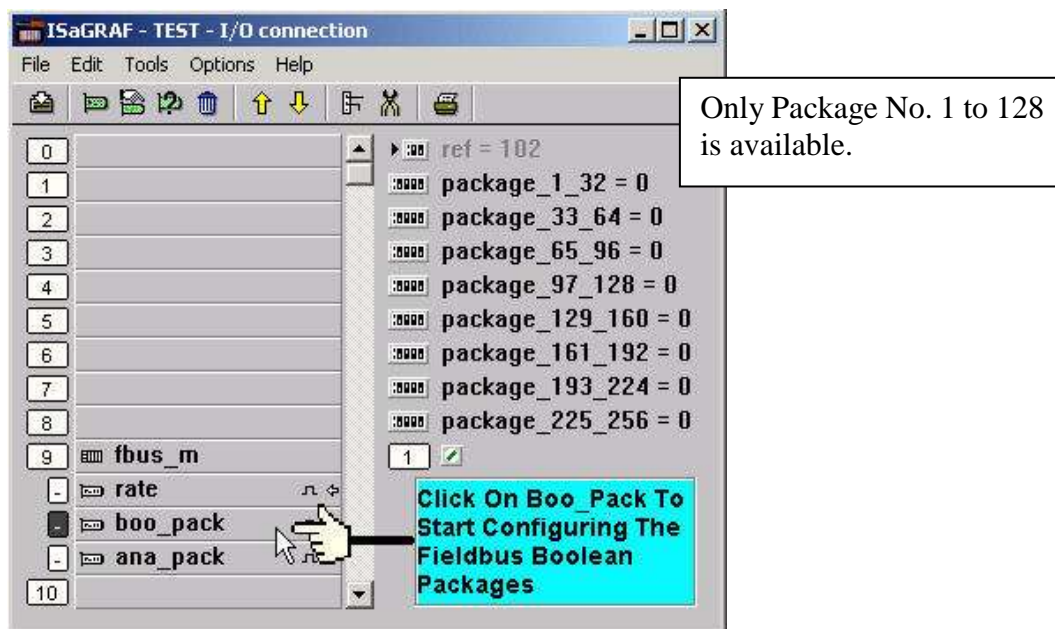 ISaGRAF - TEST - I/O connection
File Edit Tools Options Help
Only Package No. 1 to 128
is available.
0
1
2
3
4
5
6
7
8
9 fbus_m
rate
boo_pack
ana_pack
10
ref = 102
package_1_32 = 0
package_33_64 = 0
package_65_96 = 0
package_97_128 = 0
package_129_160 = 0
package_161_192 = 0
package_193_224 = 0
package_225_256 = 0
1
Click On Boo_Pack To
Start Configuring The
Fieldbus Boolean
Packages